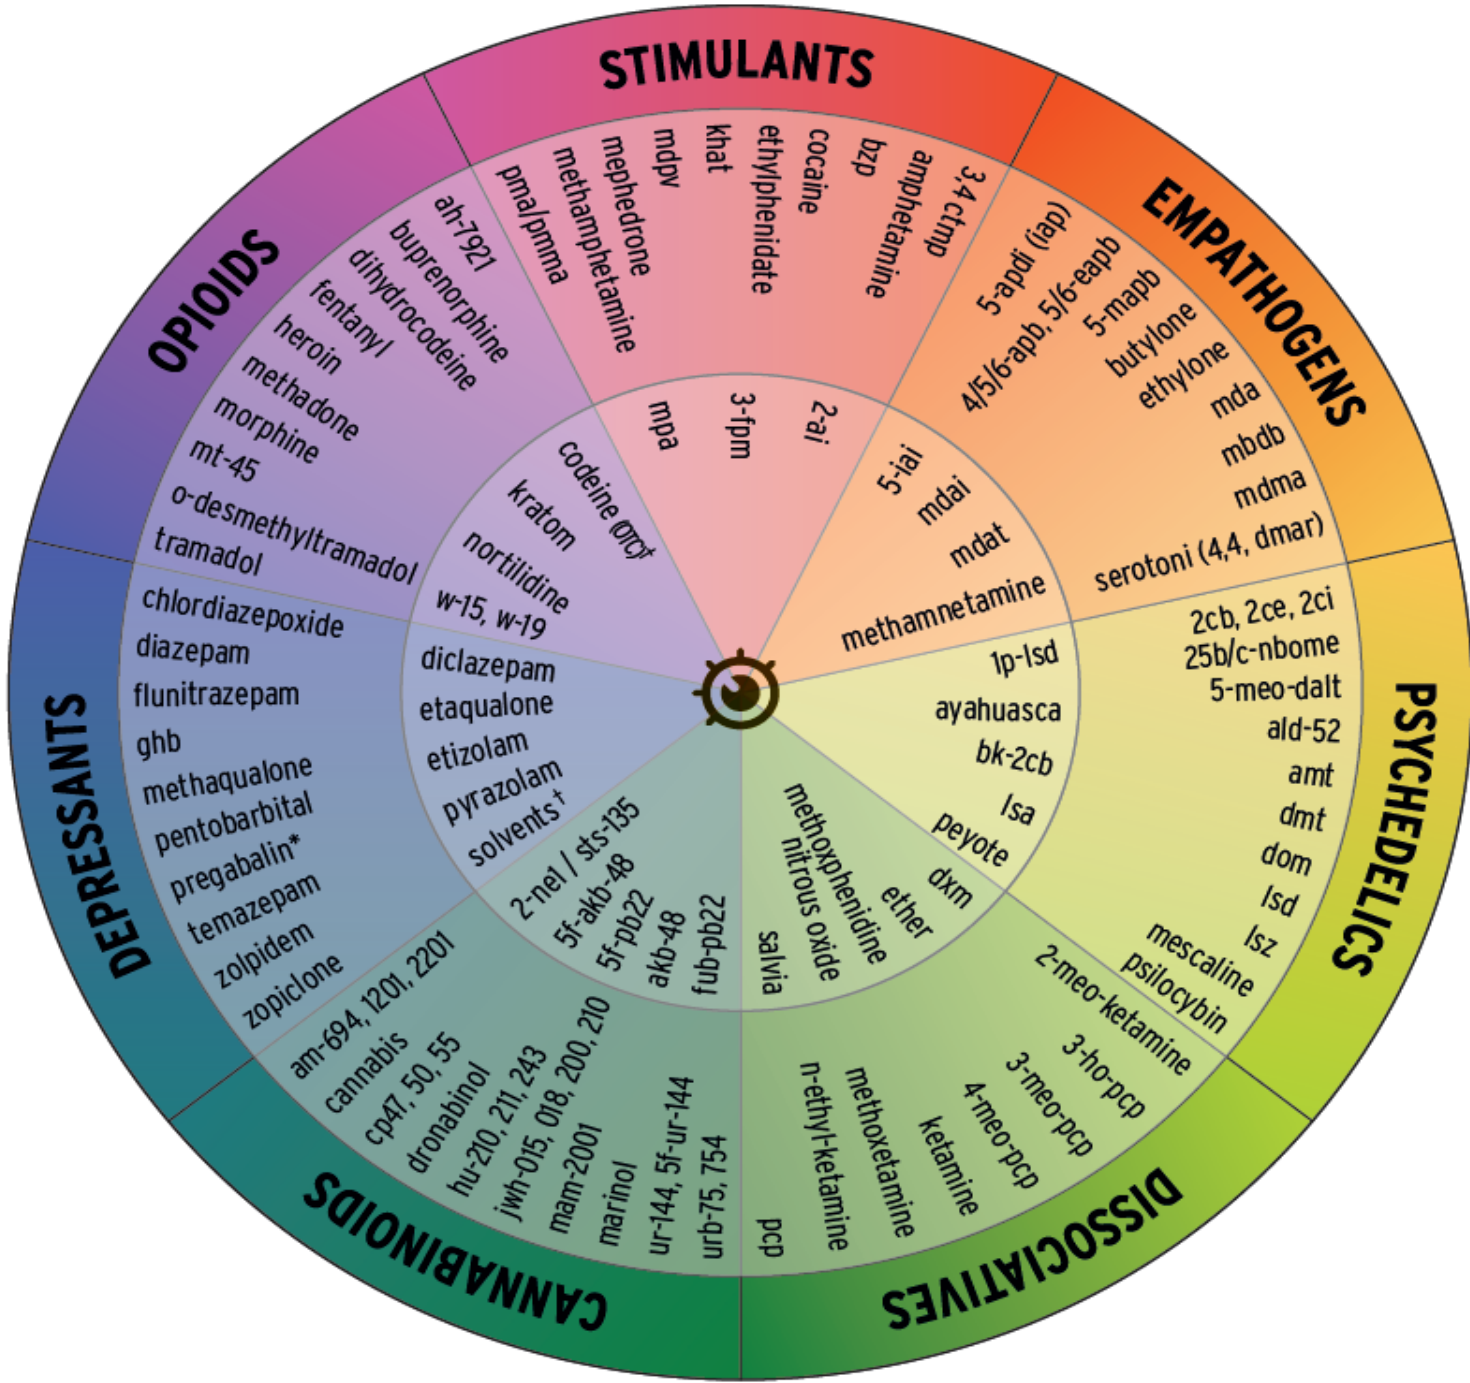 STIMULANTS
pma/pmma
methamphetamine
mephedrone
mdpv
khat
ethylphenidate
cocaine
bzp
amphetamine
3,4 ctmp
mpa
3-fpm
2-ai
EMPATHOGENS
5-apdi (iap)
4/5/6-apb, 5/6-eapb
5-mapb
butylone
ethylone
mda
mbdb
mdma
serotoni (4,4, dmar)
5-iai
mdai
mdat
methamnetamine
PSYCHEDELICS
2cb, 2ce, 2ci
25b/c-nbome
5-meo-dalt
ald-52
amt
dmt
dom
lsd
lsz
mescaline
psilocybin
1p-lsd
ayahuasca
bk-2cb
lsa
peyote
DISSOCIATIVES
2-meo-ketamine
3-ho-pcp
3-meo-pcp
4-meo-pcp
ketamine
methoxetamine
n-ethyl-ketamine
pcp
dxm
ether
methoxphenidine
nitrous oxide
salvia
CANNABINOIDS
am-694, 1201, 2201
cannabis
cp47, 50, 55
dronabinol
hu-210, 211, 243
jwh-015, 018, 200, 210
mam-2001
marinol
ur-144, 5f-ur-144
urb-75, 754
2-ne1 / sts-135
5f-akb-48
5f-pb22
akb-48
fub-pb22
DEPRESSANTS
chlordiazepoxide
diazepam
flunitrazepam
ghb
methaqualone
pentobarbital
pregabalin*
temazepam
zolpidem
zopiclone
diclazepam
etaqualone
etizolam
pyrazolam
solvents†
OPIOIDS
ah-7921
buprenorphine
dihydrocodeine
fentanyl
heroin
methadone
morphine
mt-45
o-desmethyltramadol
tramadol
codeine (OTC)†
kratom
nortilidine
w-15, w-19